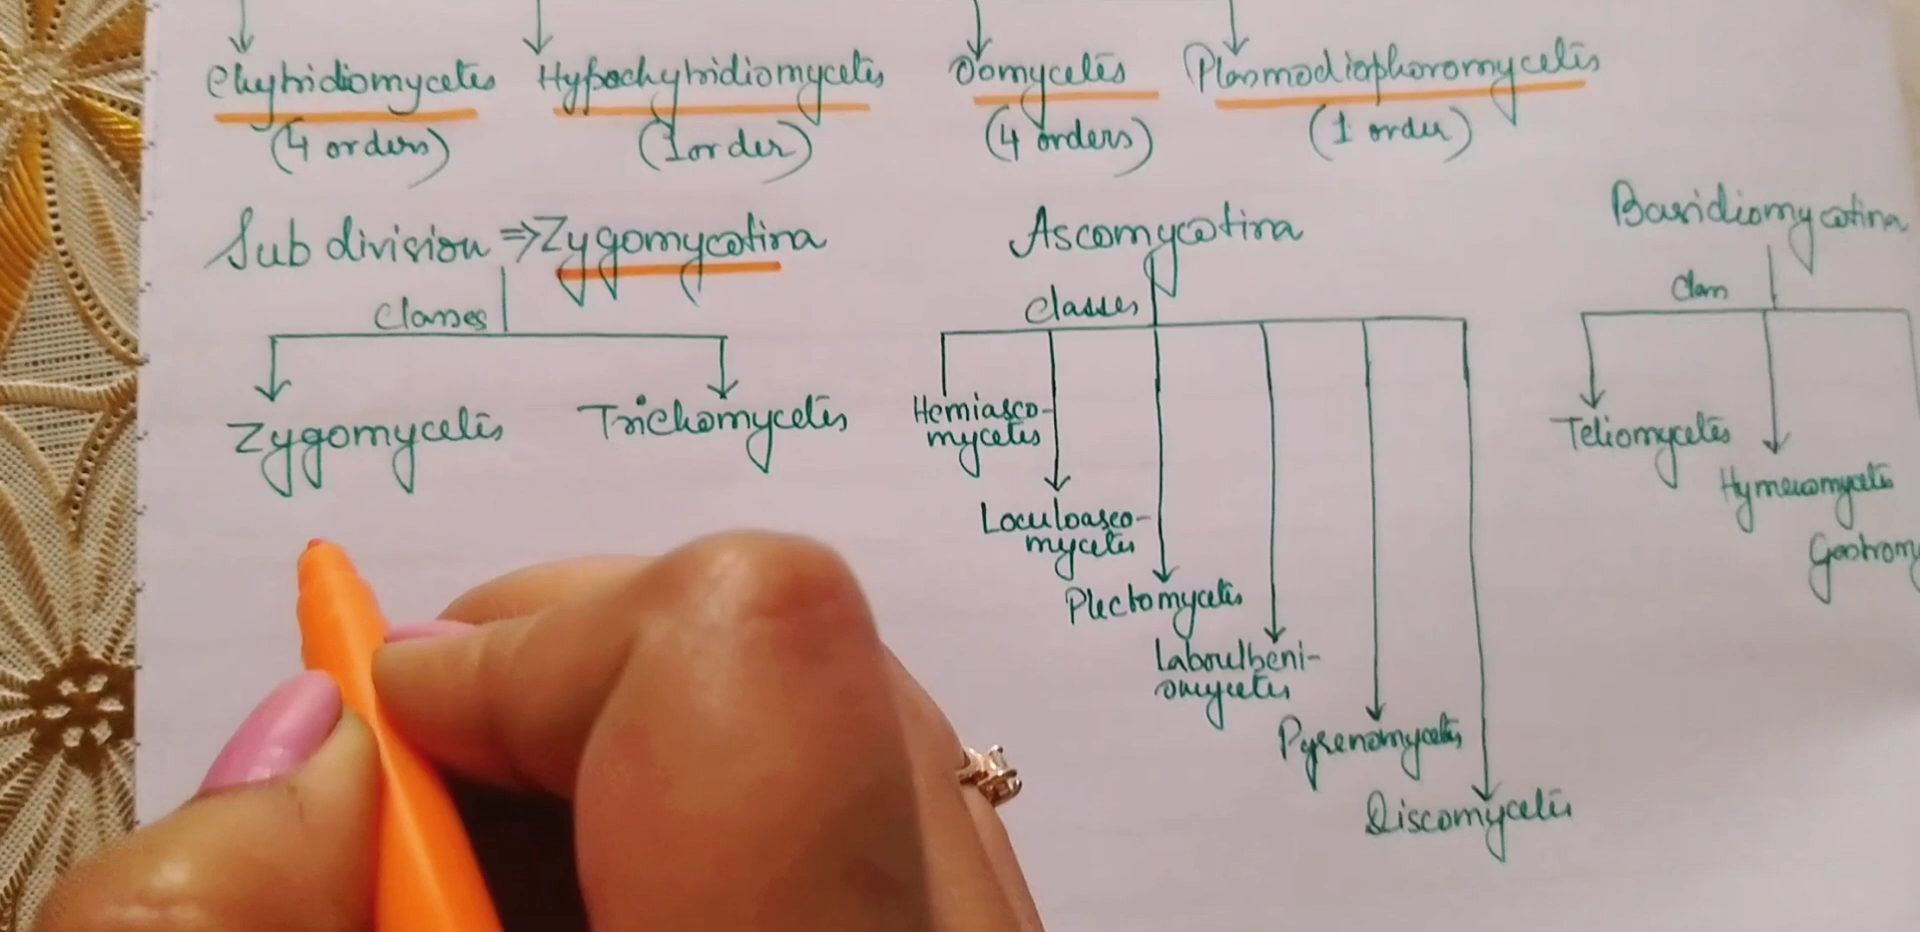 Chytridiomycetes Hyphochytridiomycetes Oomycetes Plasmodiophoromycetes
(4 orders) (1 order) (4 orders) (1 order)
Sub division ⇒ Zygomycotina Ascomycotina Basidiomycotina
Classes classes Class
Zygomycetes Trichomycetes Hemiasco-
mycetes Teliomycetes
Loculoasco-
mycetes Hymenomycetes
Plectomycetes Gastromy
Laboulbeni-
omycetes
Pyrenomycetes
Discomycetes